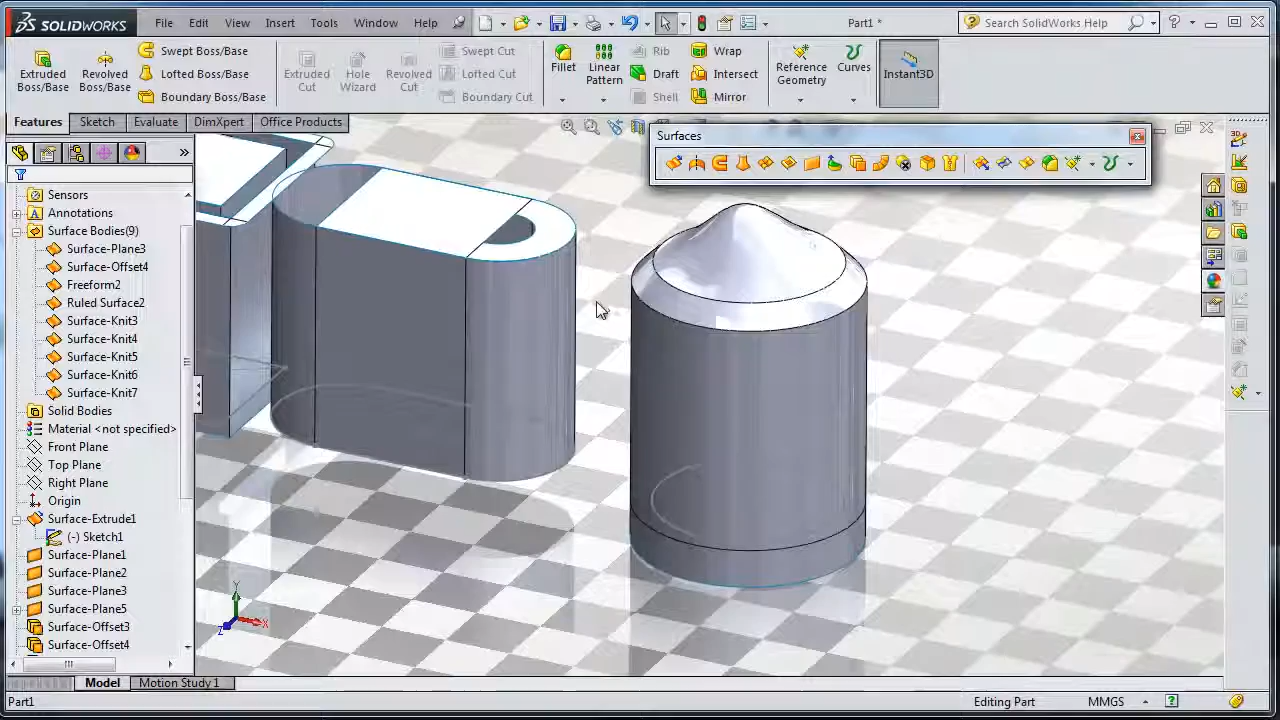 SOLIDWORKS File Edit View Insert Tools Window Help Part1 * Search SolidWorks Help
Extruded Boss/Base
Revolved Boss/Base
Swept Boss/Base
Lofted Boss/Base
Boundary Boss/Base
Extruded Cut
Hole Wizard
Revolved Cut
Swept Cut
Lofted Cut
Boundary Cut
Fillet
Linear Pattern
Rib
Draft
Shell
Wrap
Intersect
Mirror
Reference Geometry
Curves
Instant3D
Features Sketch Evaluate DimXpert Office Products
Surfaces
Sensors
Annotations
Surface Bodies(9)
Surface-Plane3
Surface-Offset4
Freeform2
Ruled Surface2
Surface-Knit3
Surface-Knit4
Surface-Knit5
Surface-Knit6
Surface-Knit7
Solid Bodies
Material <not specified>
Front Plane
Top Plane
Right Plane
Origin
Surface-Extrude1
(-) Sketch1
Surface-Plane1
Surface-Plane2
Surface-Plane3
Surface-Plane5
Surface-Offset3
Surface-Offset4
Y
X
Z
Model Motion Study 1
Part1 Editing Part MMGS